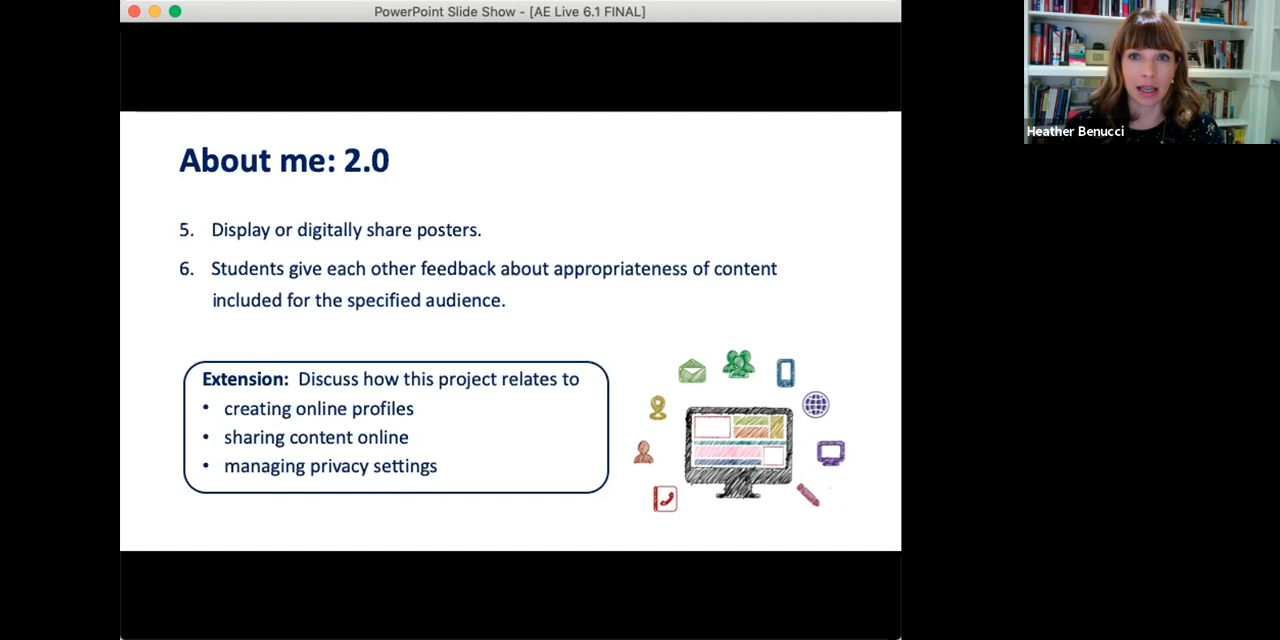 PowerPoint Slide Show - [AE Live 6.1 FINAL]
Heather Benucci
About me: 2.0
5. Display or digitally share posters.
6. Students give each other feedback about appropriateness of content
included for the specified audience.
Extension: Discuss how this project relates to
• creating online profiles
• sharing content online
• managing privacy settings